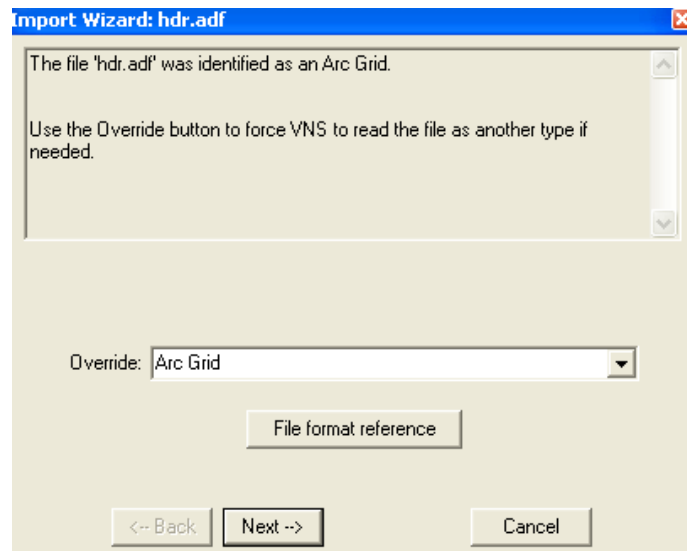 Import Wizard: hdr.adf
The file 'hdr.adf' was identified as an Arc Grid.
Use the Override button to force VNS to read the file as another type if
needed.
Override: Arc Grid
File format reference
<-- Back Next --> Cancel